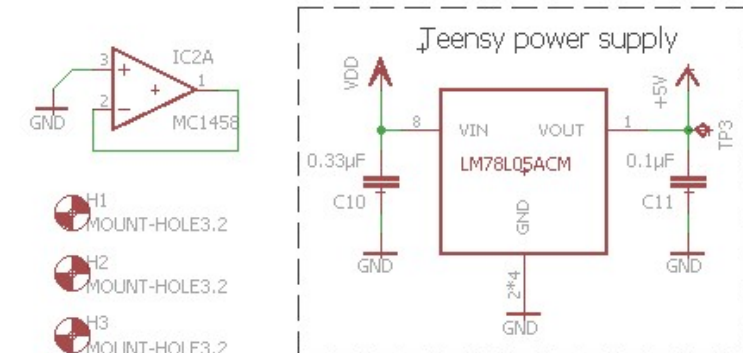 Teensy power supply
IC2A
3
1
2
MC1458
GND
VDD
+5V
TP3
8
VIN
VOUT
1
LM78L05ACM
0.33µF
C10
GND
0.1µF
C11
GND
GND
2*4
GND
H1
MOUNT-HOLE3.2
H2
MOUNT-HOLE3.2
H3
MOUNT-HOLE3.2